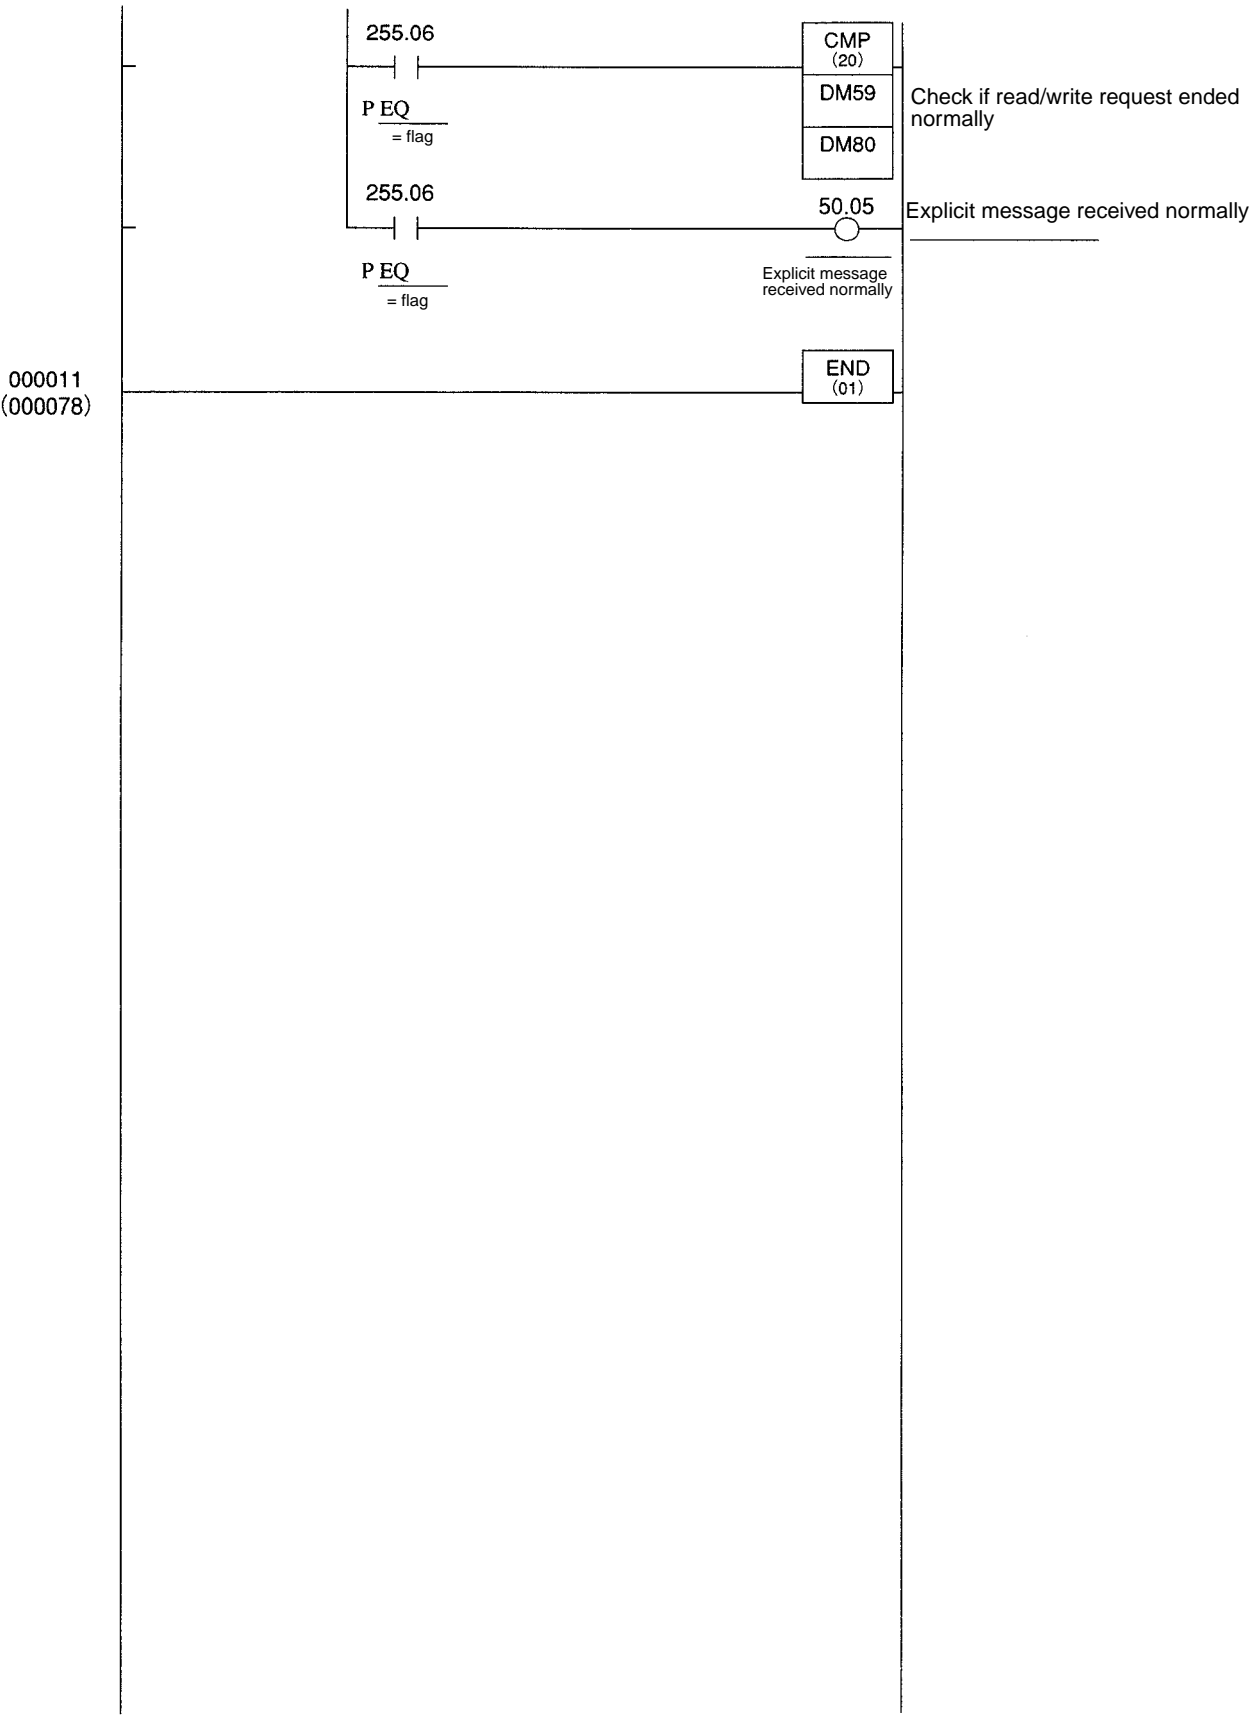 255.06
CMP
(20)
P EQ
= flag
DM59
DM80
Check if read/write request ended
normally
255.06
50.05
Explicit message received normally
P EQ
= flag
Explicit message
received normally
000011
(000078)
END
(01)